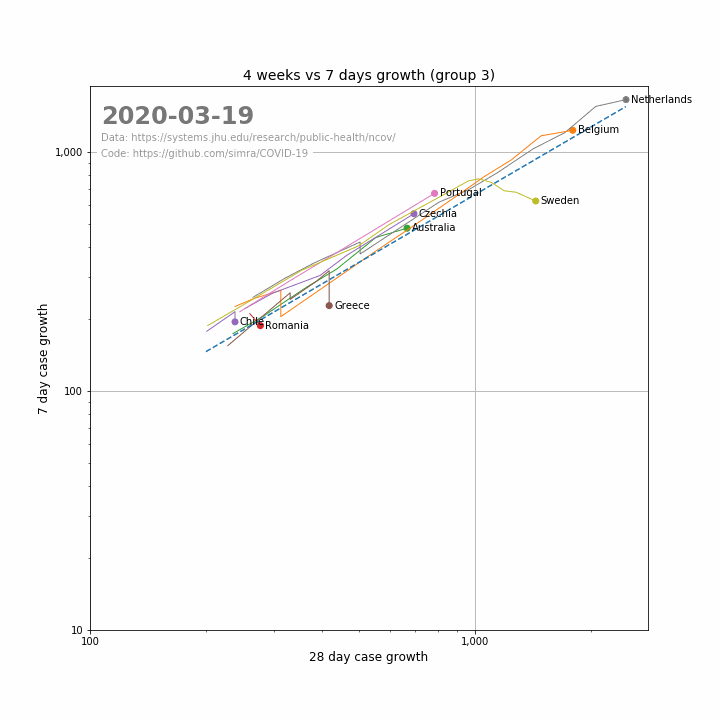 4 weeks vs 7 days growth (group 3)
2020-03-19
Data: https://systems.jhu.edu/research/public-health/ncov/
Code: https://github.com/simra/COVID-19
Netherlands
Belgium
Portugal
Sweden
Czechia
Australia
Greece
Chile
Romania
1,000
100
10
7 day case growth
100
1,000
28 day case growth